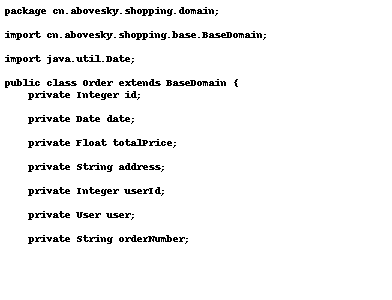 package cn.abovesky.shopping.domain;
import cn.abovesky.shopping.base.BaseDomain;
import java.util.Date;
public class Order extends BaseDomain {
private Integer id;
private Date date;
private Float totalPrice;
private String address;
private Integer userId;
private User user;
private String orderNumber;